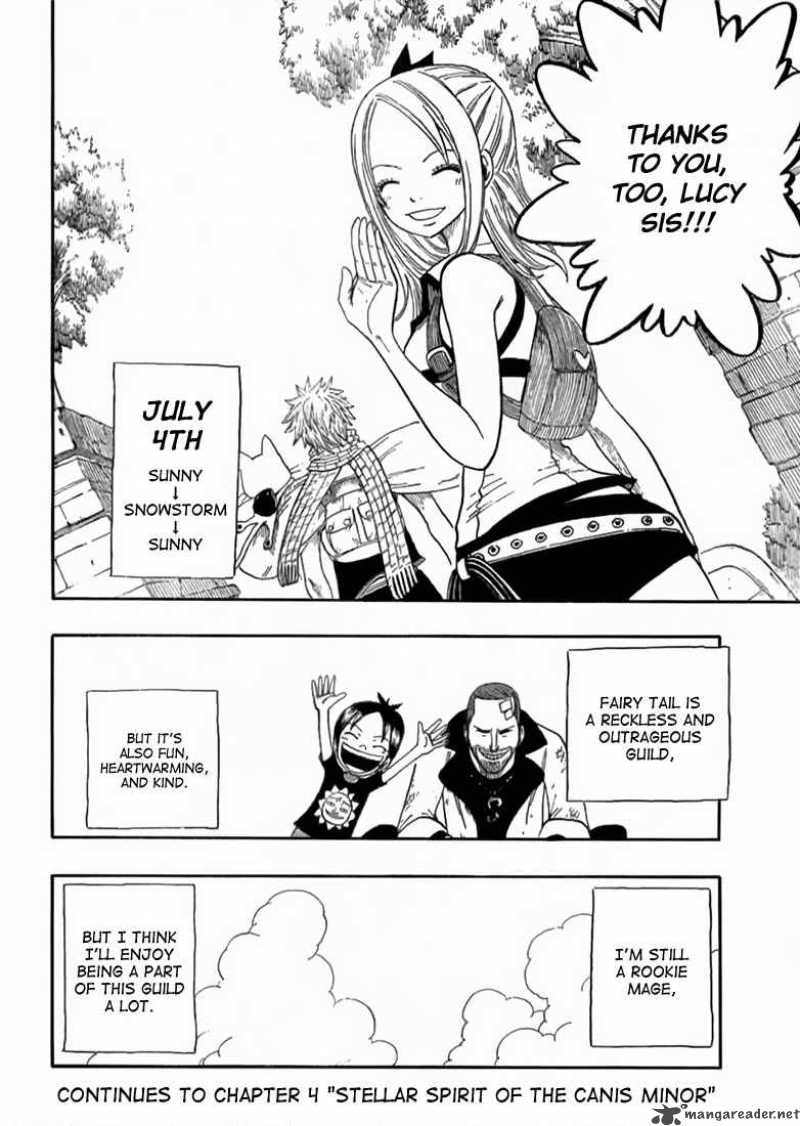 THANKS
TO YOU,
TOO, LUCY
SIS!!!
JULY
4TH
SUNNY
↓
SNOWSTORM
↓
SUNNY
FAIRY TAIL IS
A RECKLESS AND
OUTRAGEOUS
GUILD,
BUT IT'S
ALSO FUN,
HEARTWARMING,
AND KIND.
I'M STILL
A ROOKIE
MAGE,
BUT I THINK
I'LL ENJOY
BEING A PART
OF THIS GUILD
A LOT.
CONTINUES TO CHAPTER 4 "STELLAR SPIRIT OF THE CANIS MINOR"
mangareader.net